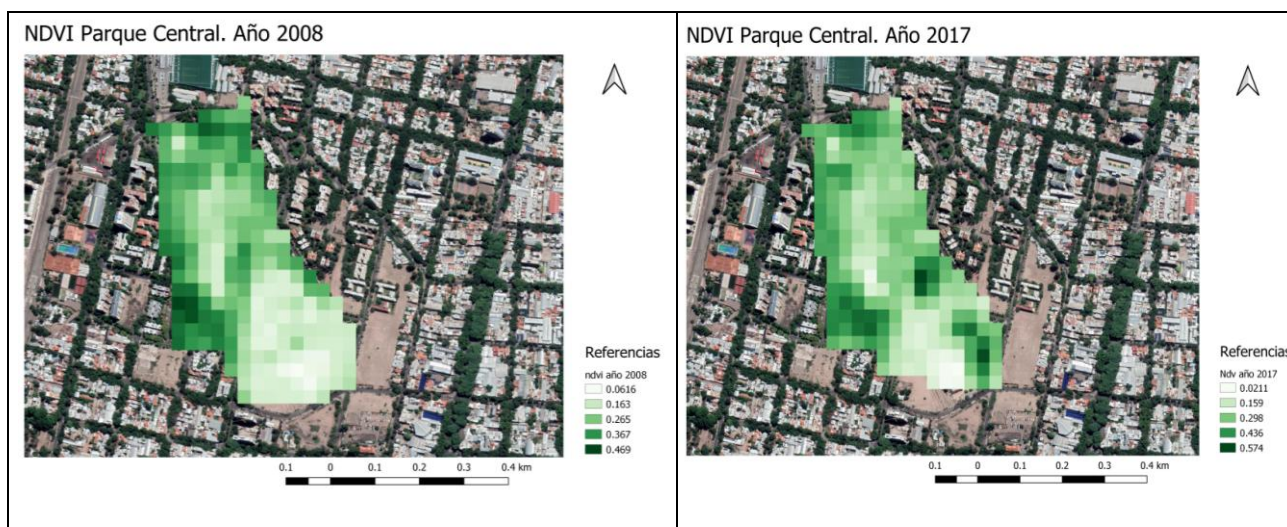 NDVI Parque Central. Año 2008
Referencias
ndvi año 2008
0.0616
0.163
0.265
0.367
0.469
0.1 0 0.1 0.2 0.3 0.4 km
NDVI Parque Central. Año 2017
Referencias
Ndv año 2017
0.0211
0.159
0.298
0.436
0.574
0.1 0 0.1 0.2 0.3 0.4 km